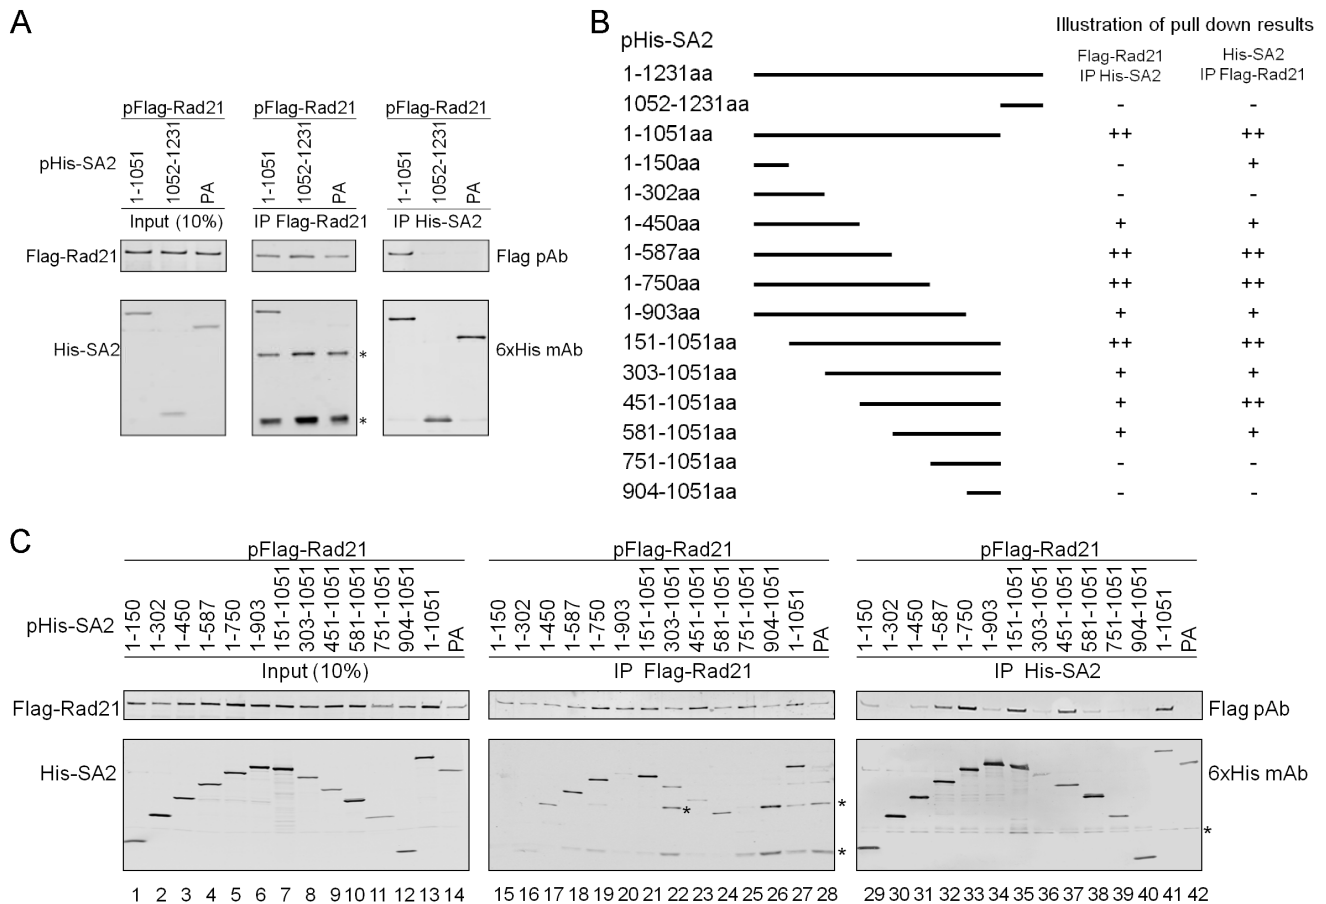 A
pFlag-Rad21 pFlag-Rad21 pFlag-Rad21
pHis-SA2 1-1051 1052-1231 PA 1-1051 1052-1231 PA 1-1051 1052-1231 PA
Input (10%) IP Flag-Rad21 IP His-SA2
Flag-Rad21 Flag pAb
His-SA2 * * 6xHis mAb
B
Illustration of pull down results
pHis-SA2
Flag-Rad21 His-SA2
IP His-SA2 IP Flag-Rad21
1-1231aa
1052-1231aa - -
1-1051aa ++ ++
1-150aa - +
1-302aa - -
1-450aa + +
1-587aa ++ ++
1-750aa ++ ++
1-903aa + +
151-1051aa ++ ++
303-1051aa + +
451-1051aa + ++
581-1051aa + +
751-1051aa - -
904-1051aa - -
C
pFlag-Rad21 pFlag-Rad21 pFlag-Rad21
pHis-SA2 1-150 1-302 1-450 1-587 1-750 1-903 151-1051 303-1051 451-1051 581-1051 751-1051 904-1051 1-1051 PA 1-150 1-302 1-450 1-587 1-750 1-903 151-1051 303-1051 451-1051 581-1051 751-1051 904-1051 1-1051 PA 1-150 1-302 1-450 1-587 1-750 1-903 151-1051 303-1051 451-1051 581-1051 751-1051 904-1051 1-1051 PA
Input (10%) IP Flag-Rad21 IP His-SA2
Flag-Rad21 Flag pAb
His-SA2 * * * 6xHis mAb *
1 2 3 4 5 6 7 8 9 10 11 12 13 14 15 16 17 18 19 20 21 22 23 24 25 26 27 28 29 30 31 32 33 34 35 36 37 38 39 40 41 42